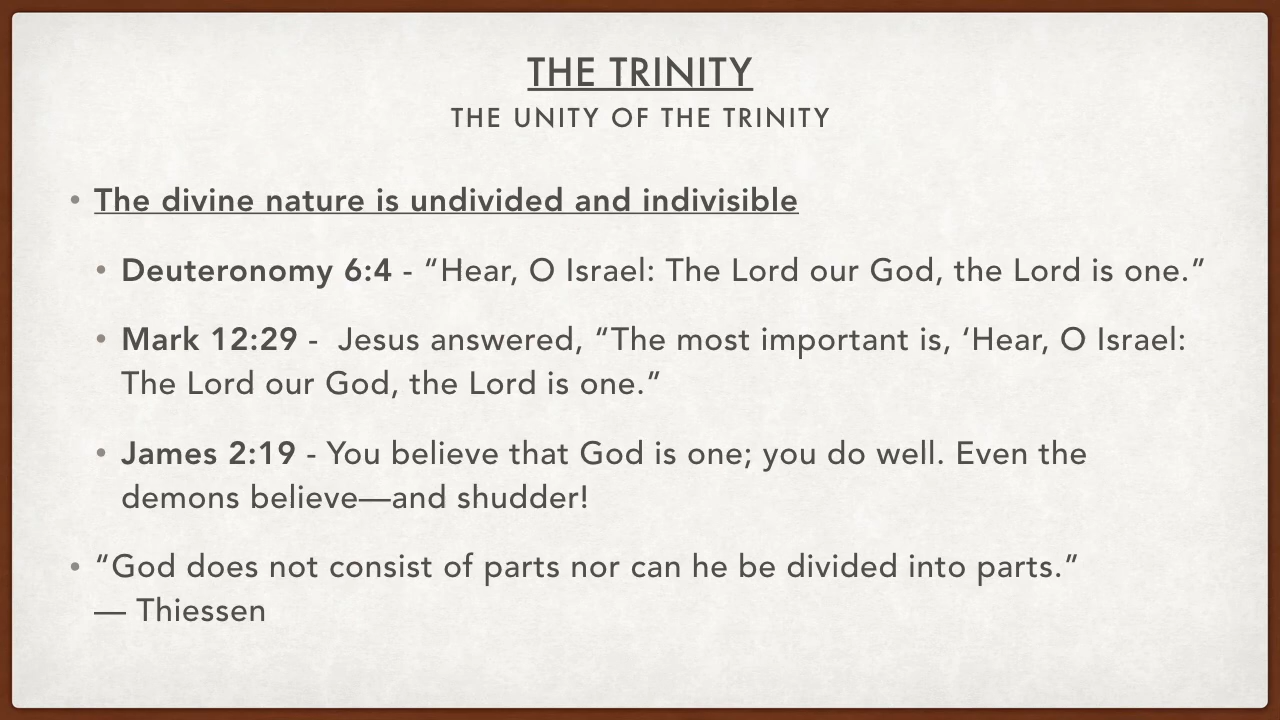 THE TRINITY
THE UNITY OF THE TRINITY
• The divine nature is undivided and indivisible
• Deuteronomy 6:4 - “Hear, O Israel: The Lord our God, the Lord is one.”
• Mark 12:29 -  Jesus answered, “The most important is, ‘Hear, O Israel:
The Lord our God, the Lord is one.”
• James 2:19 - You believe that God is one; you do well. Even the
demons believe—and shudder!
• “God does not consist of parts nor can he be divided into parts.”
— Thiessen